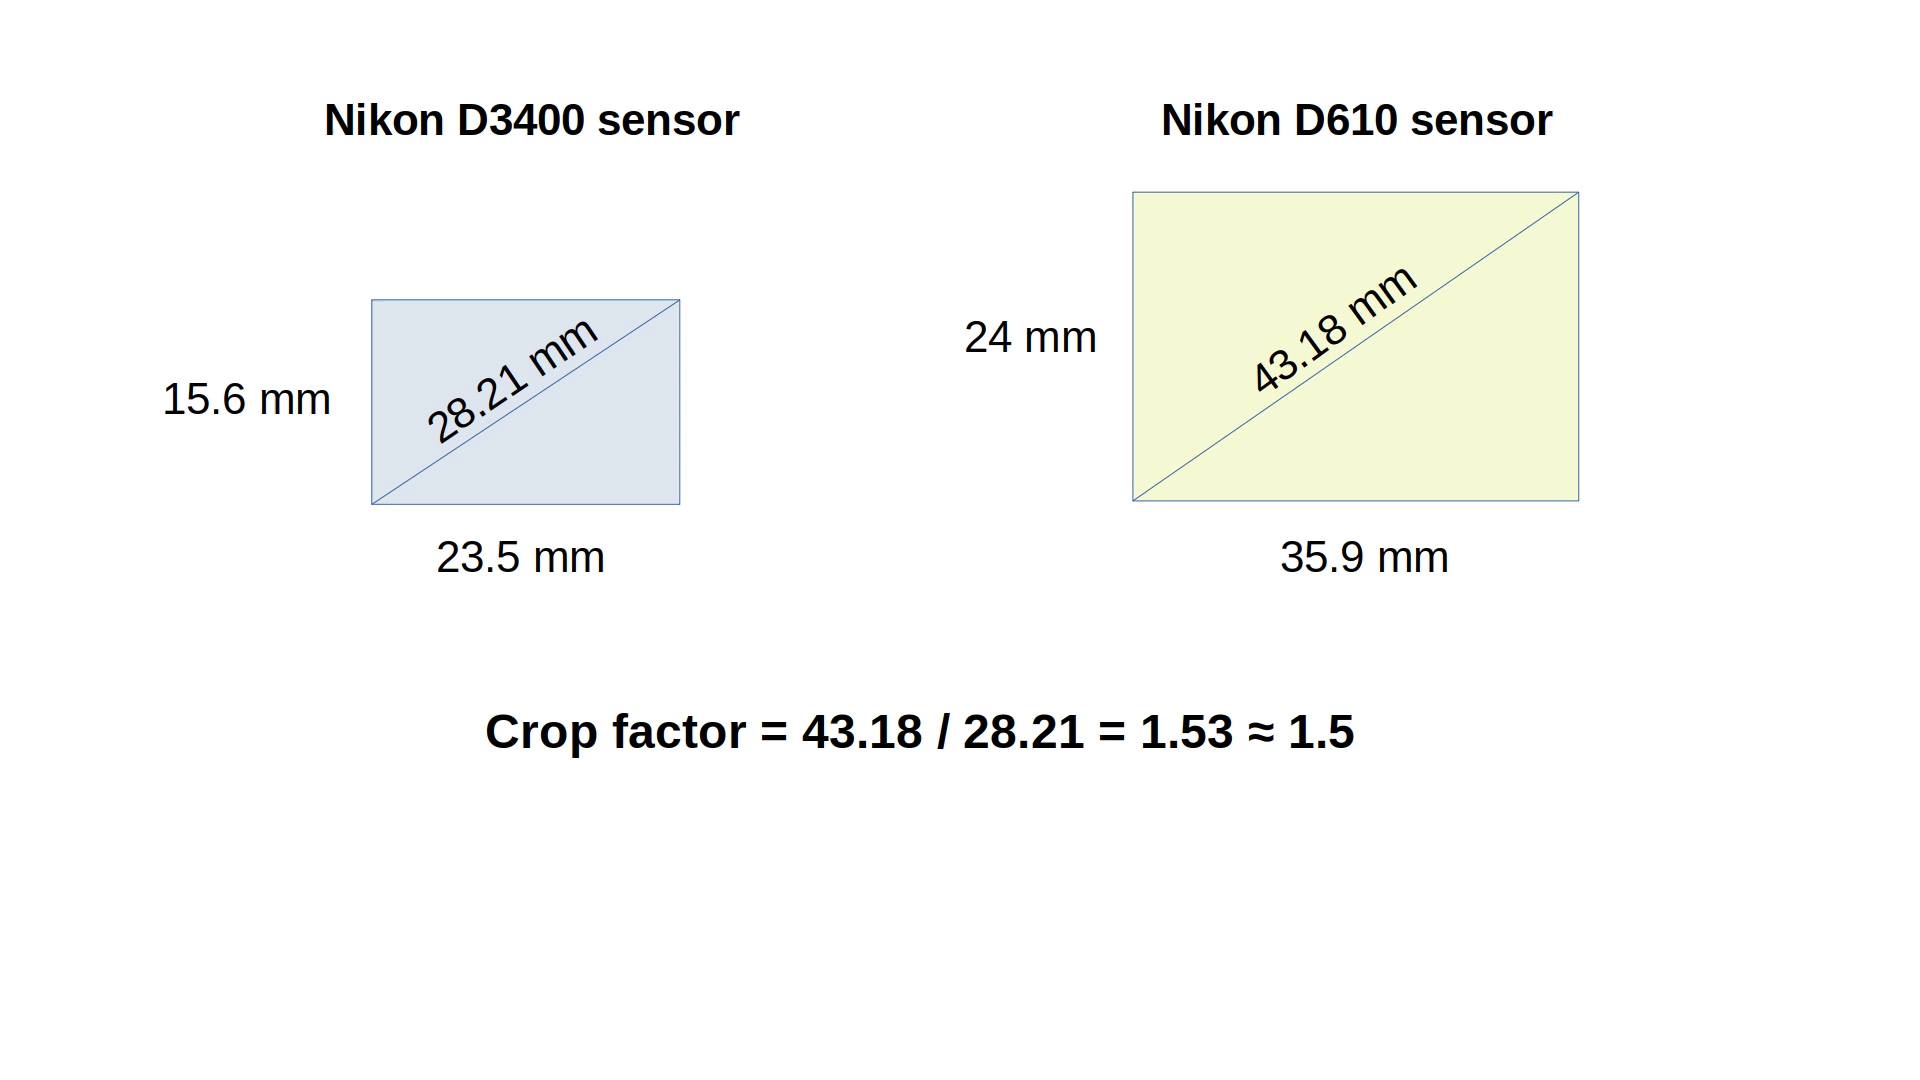 Nikon D3400 sensor
Nikon D610 sensor
15.6 mm
28.21 mm
23.5 mm
24 mm
43.18 mm
35.9 mm
Crop factor = 43.18 / 28.21 = 1.53 ≈ 1.5